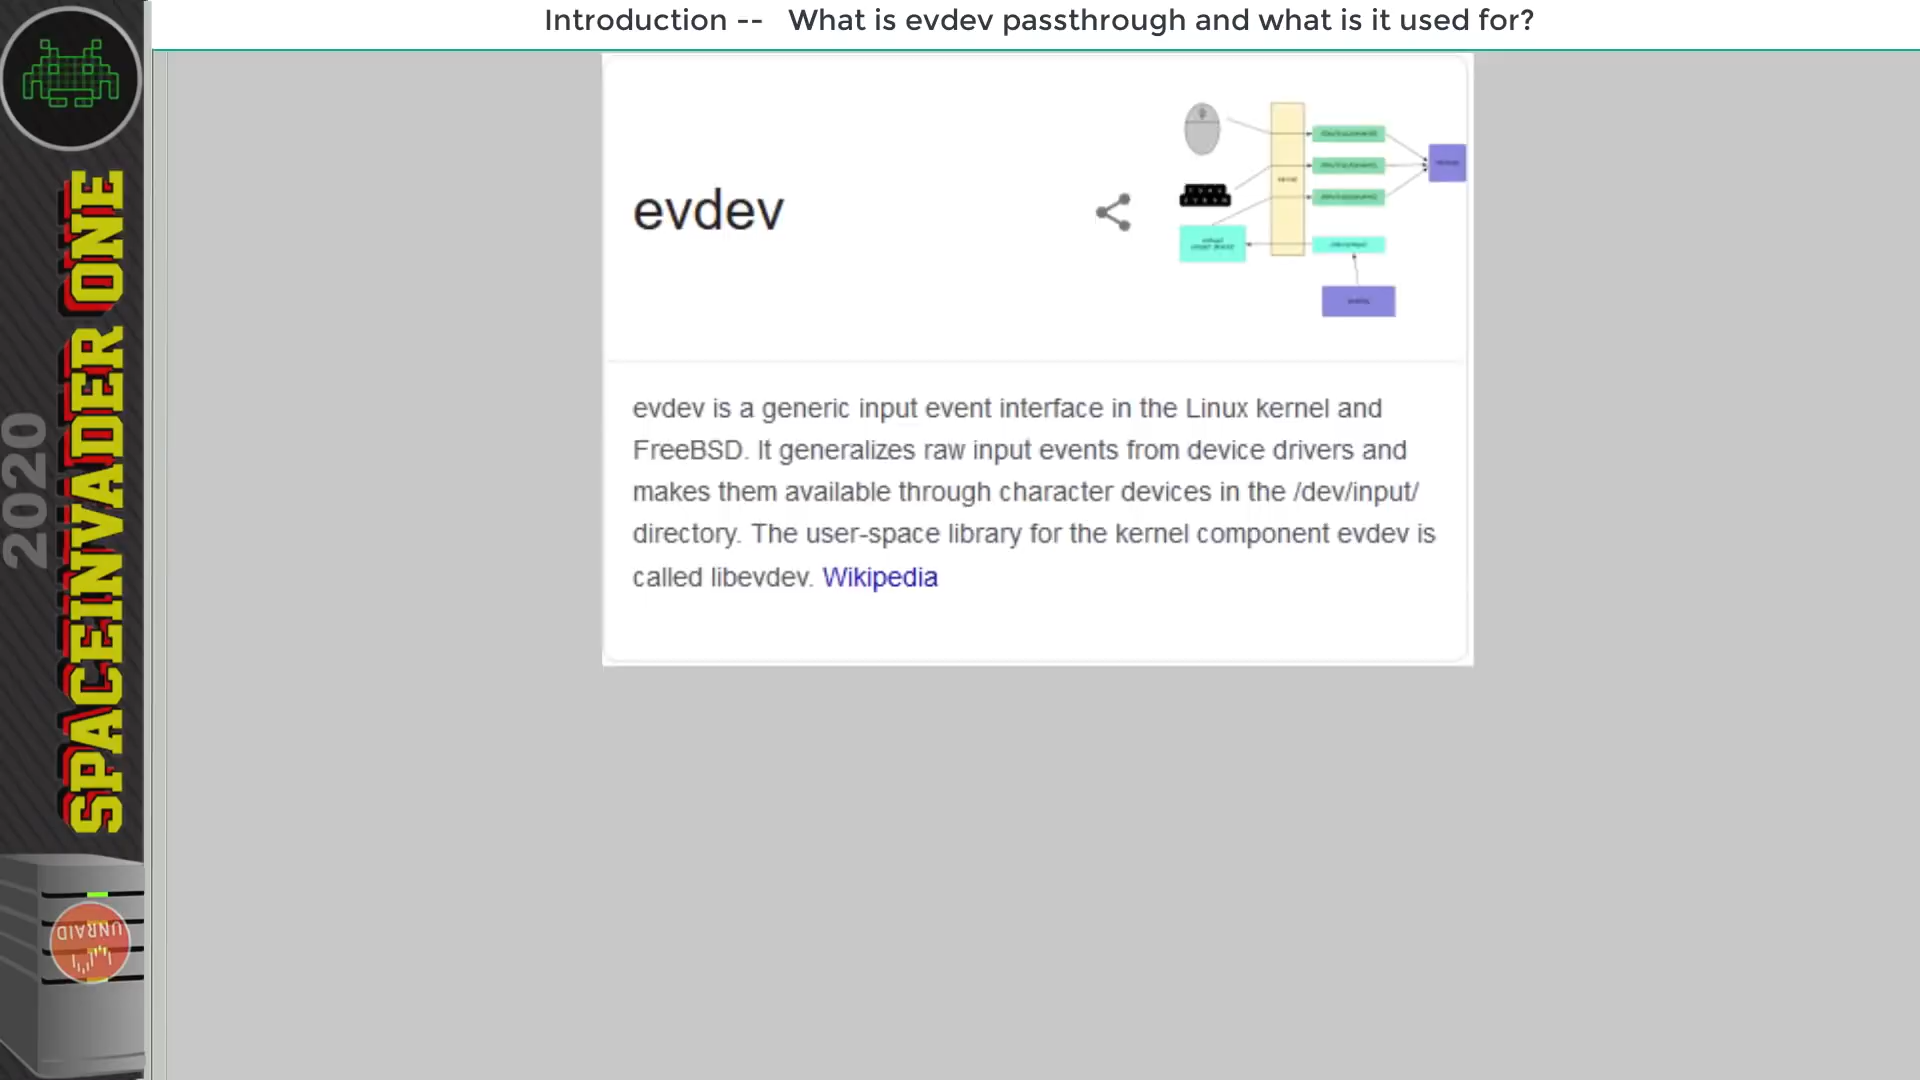 Introduction -- What is evdev passthrough and what is it used for?
evdev
evdev is a generic input event interface in the Linux kernel and
FreeBSD. It generalizes raw input events from device drivers and
makes them available through character devices in the /dev/input/
directory. The user-space library for the kernel component evdev is
called libevdev. Wikipedia
2020
SPACEINVADER ONE
UNRAID